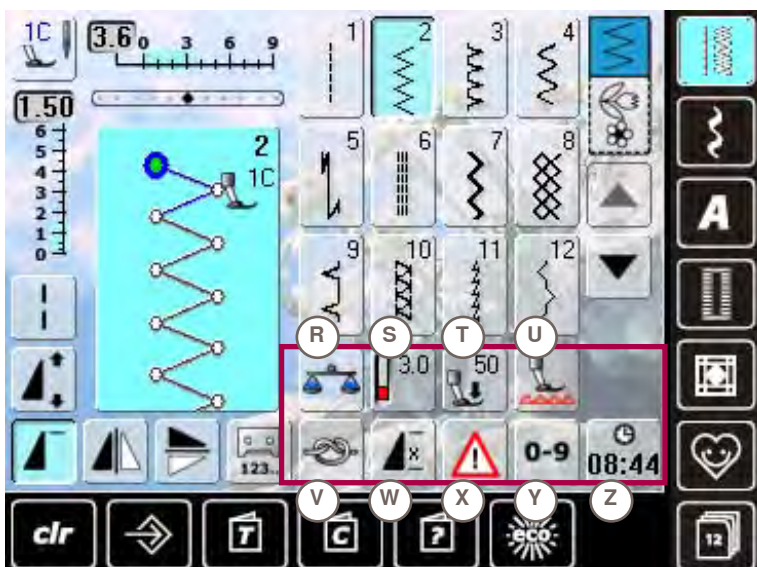 1C 3.6 0 3 6 9 1 2 3 4
1.50
6 5 4 3 2 1 0
2
1C
5 6 7 8
A
9 10 11 12
R S T U
3.0 50
123..
x ! 0-9 08:44
V W X Y Z
clr T C ? eco 12